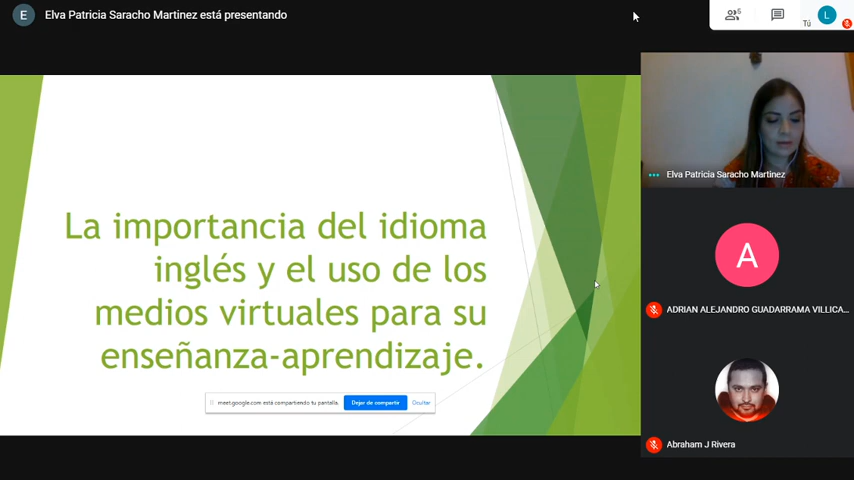 E Elva Patricia Saracho Martinez está presentando
6
Tú
L
La importancia del idioma
inglés y el uso de los
medios virtuales para su
enseñanza-aprendizaje.
meet.google.com está compartiendo tu pantalla.
Dejar de compartir
Ocultar
Elva Patricia Saracho Martinez
A
ADRIAN ALEJANDRO GUADARRAMA VILLICA...
Abraham J Rivera